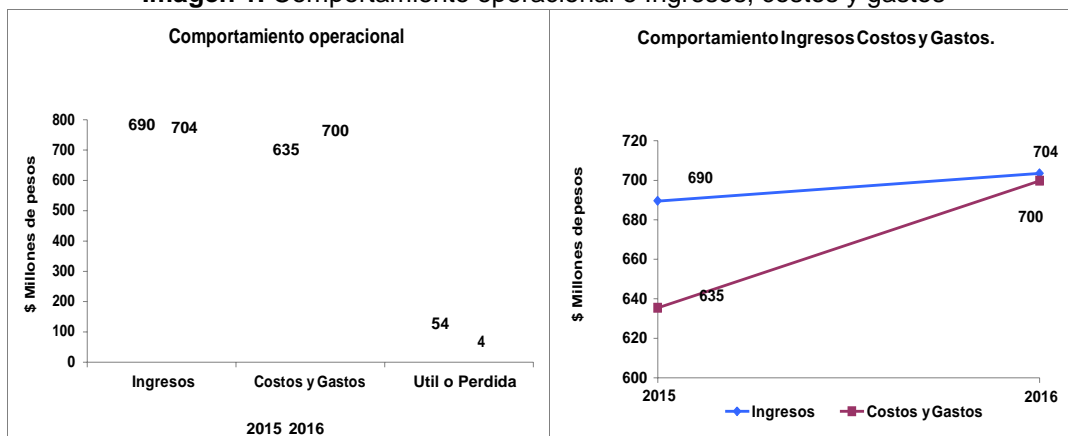 Imagen 1. Comportamiento operacional e Ingresos, costos y gastos
Comportamiento operacional
$ Millones de pesos
800
700
600
500
400
300
200
100
0
690
704
635
700
54
4
Ingresos
Costos y Gastos
Util o Perdida
2015 2016
Comportamiento Ingresos Costos y Gastos.
$ Millones de pesos
720
700
680
660
640
620
600
690
704
635
700
2015
2016
Ingresos
Costos y Gastos